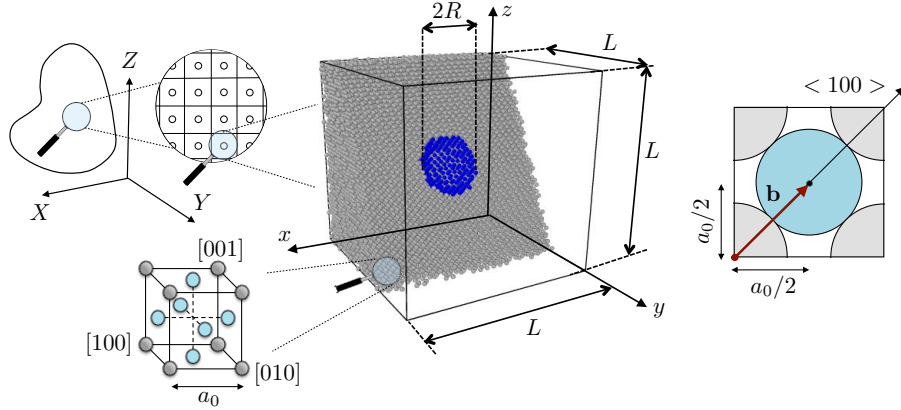 Z
X
Y
2R
z
L
L
x
y
L
[001]
[100]
[010]
a₀
< 100 >
b
a₀/2
a₀/2